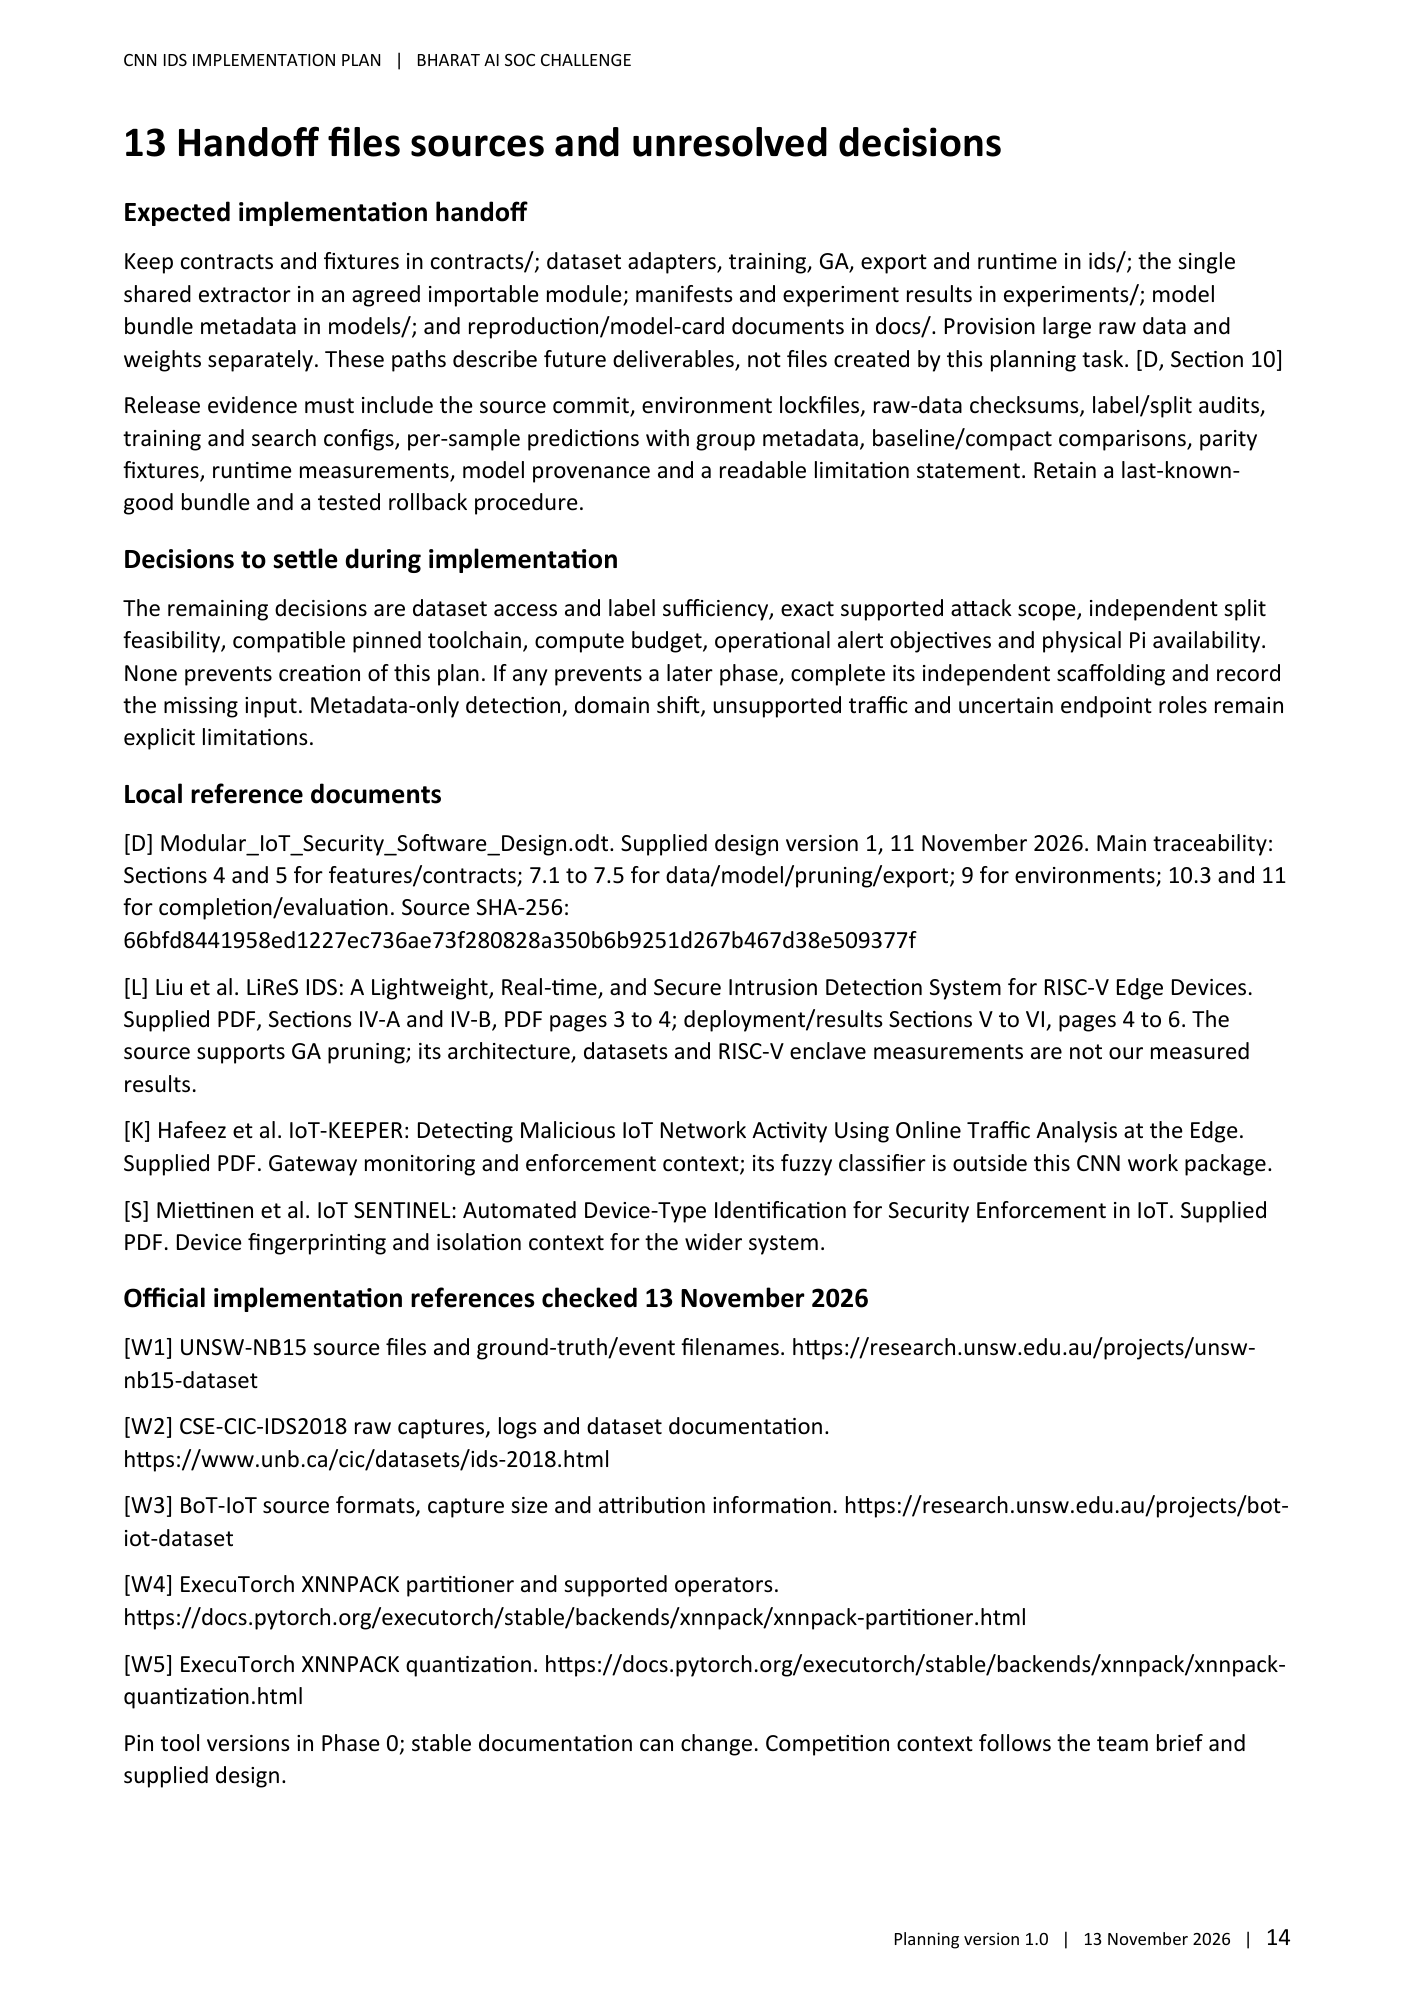 CNN IDS IMPLEMENTATION PLAN | BHARAT AI SOC CHALLENGE
13 Handoff files sources and unresolved decisions
Expected implementation handoff
Keep contracts and fixtures in contracts/; dataset adapters, training, GA, export and runtime in ids/; the single
shared extractor in an agreed importable module; manifests and experiment results in experiments/; model
bundle metadata in models/; and reproduction/model-card documents in docs/. Provision large raw data and
weights separately. These paths describe future deliverables, not files created by this planning task. [D, Section 10]
Release evidence must include the source commit, environment lockfiles, raw-data checksums, label/split audits,
training and search configs, per-sample predictions with group metadata, baseline/compact comparisons, parity
fixtures, runtime measurements, model provenance and a readable limitation statement. Retain a last-known-
good bundle and a tested rollback procedure.
Decisions to settle during implementation
The remaining decisions are dataset access and label sufficiency, exact supported attack scope, independent split
feasibility, compatible pinned toolchain, compute budget, operational alert objectives and physical Pi availability.
None prevents creation of this plan. If any prevents a later phase, complete its independent scaffolding and record
the missing input. Metadata-only detection, domain shift, unsupported traffic and uncertain endpoint roles remain
explicit limitations.
Local reference documents
[D] Modular_IoT_Security_Software_Design.odt. Supplied design version 1, 11 November 2026. Main traceability:
Sections 4 and 5 for features/contracts; 7.1 to 7.5 for data/model/pruning/export; 9 for environments; 10.3 and 11
for completion/evaluation. Source SHA-256:
66bfd8441958ed1227ec736ae73f280828a350b6b9251d267b467d38e509377f
[L] Liu et al. LiReS IDS: A Lightweight, Real-time, and Secure Intrusion Detection System for RISC-V Edge Devices.
Supplied PDF, Sections IV-A and IV-B, PDF pages 3 to 4; deployment/results Sections V to VI, pages 4 to 6. The
source supports GA pruning; its architecture, datasets and RISC-V enclave measurements are not our measured
results.
[K] Hafeez et al. IoT-KEEPER: Detecting Malicious IoT Network Activity Using Online Traffic Analysis at the Edge.
Supplied PDF. Gateway monitoring and enforcement context; its fuzzy classifier is outside this CNN work package.
[S] Miettinen et al. IoT SENTINEL: Automated Device-Type Identification for Security Enforcement in IoT. Supplied
PDF. Device fingerprinting and isolation context for the wider system.
Official implementation references checked 13 November 2026
[W1] UNSW-NB15 source files and ground-truth/event filenames. https://research.unsw.edu.au/projects/unsw-
nb15-dataset
[W2] CSE-CIC-IDS2018 raw captures, logs and dataset documentation.
https://www.unb.ca/cic/datasets/ids-2018.html
[W3] BoT-IoT source formats, capture size and attribution information. https://research.unsw.edu.au/projects/bot-
iot-dataset
[W4] ExecuTorch XNNPACK partitioner and supported operators.
https://docs.pytorch.org/executorch/stable/backends/xnnpack/xnnpack-partitioner.html
[W5] ExecuTorch XNNPACK quantization. https://docs.pytorch.org/executorch/stable/backends/xnnpack/xnnpack-
quantization.html
Pin tool versions in Phase 0; stable documentation can change. Competition context follows the team brief and
supplied design.
Planning version 1.0 | 13 November 2026 | 14